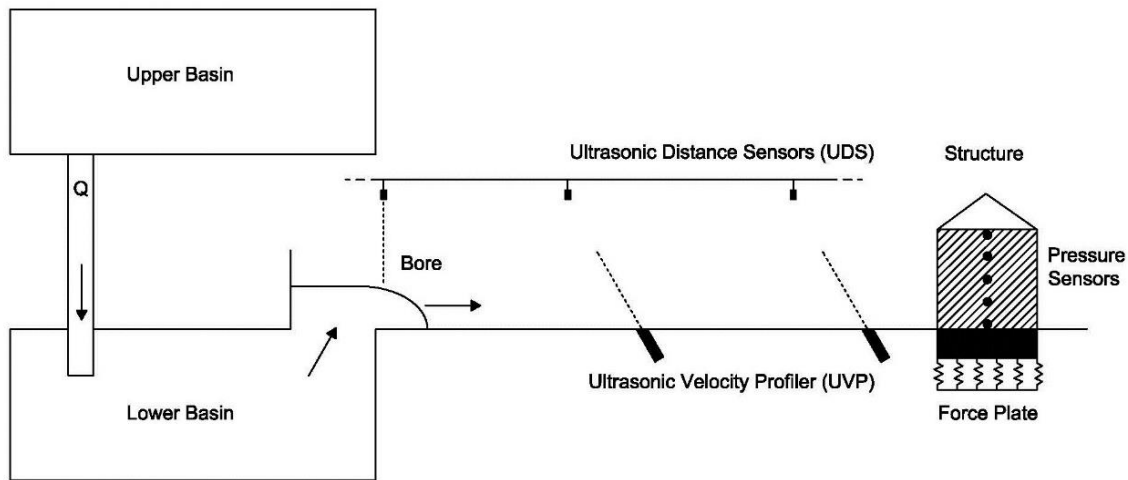 Upper Basin
Q
Ultrasonic Distance Sensors (UDS)
Structure
Bore
Pressure
Sensors
Ultrasonic Velocity Profiler (UVP)
Lower Basin
Force Plate